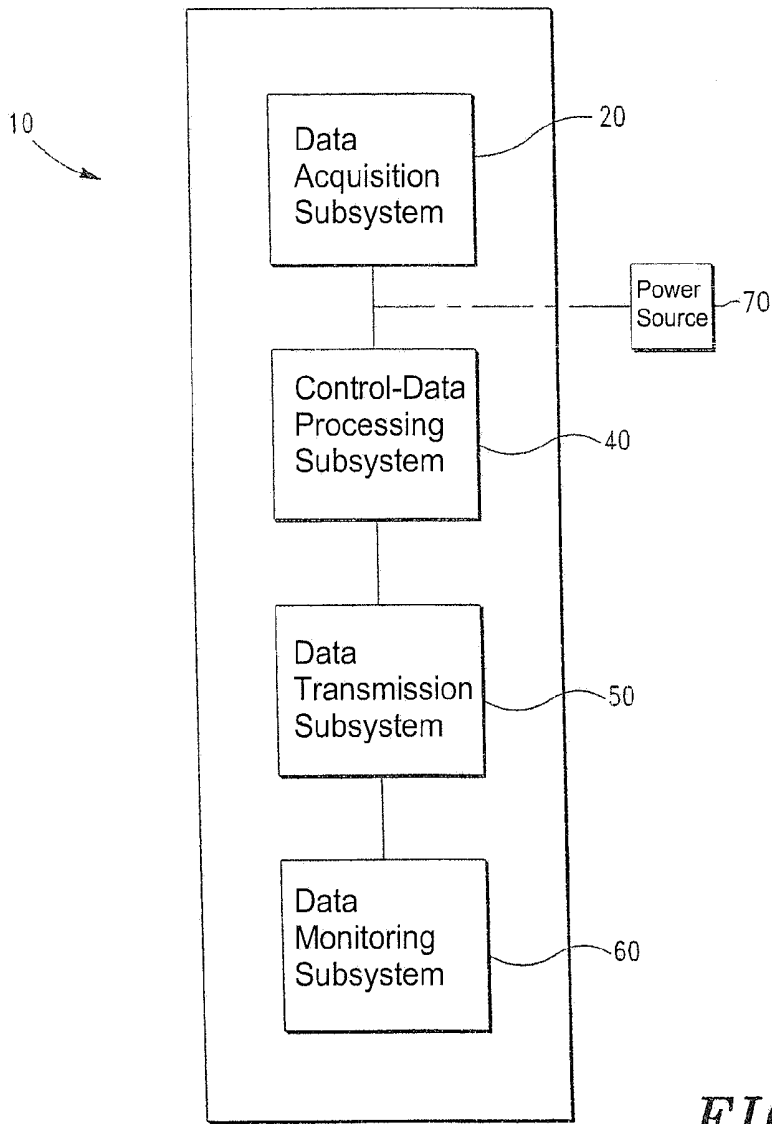 10
Data
Acquisition
Subsystem
20
Power
Source
70
Control-Data
Processing
Subsystem
40
Data
Transmission
Subsystem
50
Data
Monitoring
Subsystem
60